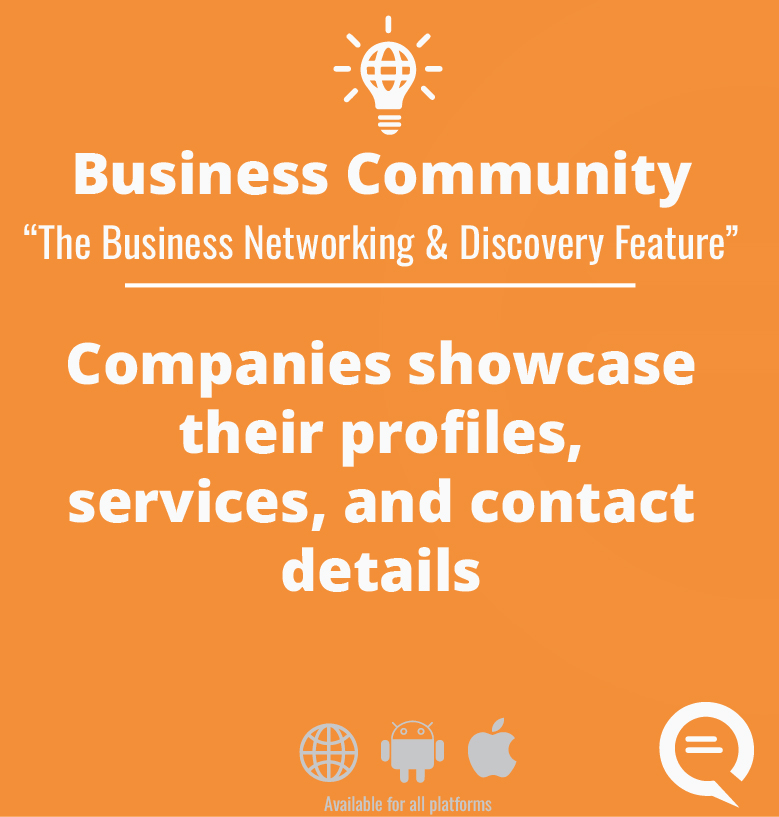 Business Community
“The Business Networking & Discovery Feature”
Companies showcase
their profiles,
services, and contact
details
Available for all platforms